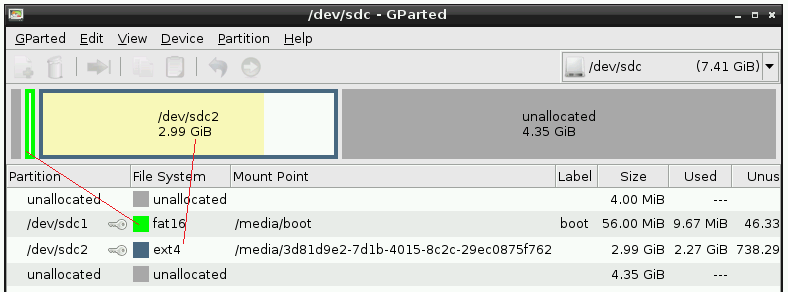 /dev/sdc - GParted
GParted Edit View Device Partition Help
/dev/sdc (7.41 GiB)
/dev/sdc2
2.99 GiB
unallocated
4.35 GiB
Partition File System Mount Point Label Size Used Unus
unallocated unallocated 4.00 MiB ---
/dev/sdc1 fat16 /media/boot boot 56.00 MiB 9.67 MiB 46.33
/dev/sdc2 ext4 /media/3d81d9e2-7d1b-4015-8c2c-29ec0875f762 2.99 GiB 2.27 GiB 738.29
unallocated unallocated 4.35 GiB ---